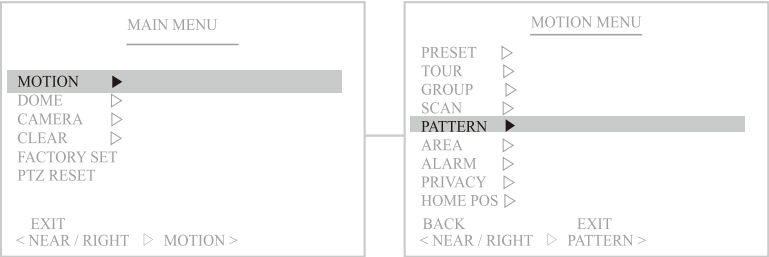 MAIN MENU
MOTION ▶
DOME ▷
CAMERA ▷
CLEAR ▷
FACTORY SET
PTZ RESET
EXIT
< NEAR / RIGHT ▷ MOTION >
MOTION MENU
PRESET ▷
TOUR ▷
GROUP ▷
SCAN ▷
PATTERN ▶
AREA ▷
ALARM ▷
PRIVACY ▷
HOME POS ▷
BACK EXIT
< NEAR / RIGHT ▷ PATTERN >